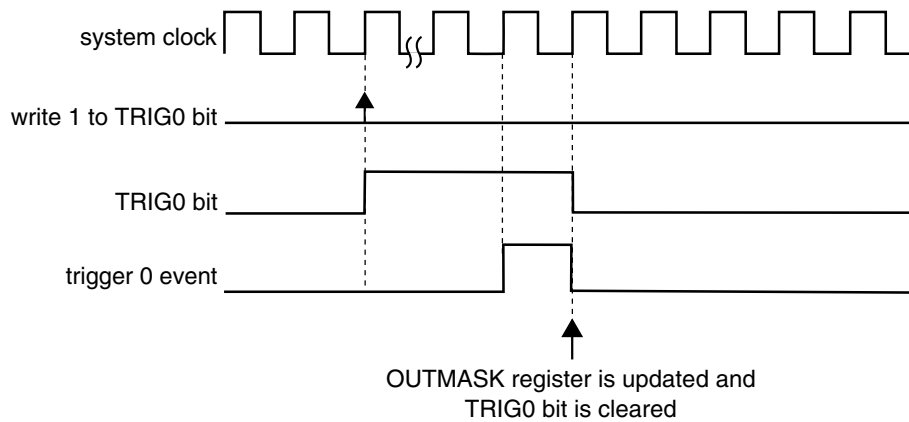 system clock
write 1 to TRIG0 bit
TRIG0 bit
trigger 0 event
OUTMASK register is updated and
TRIG0 bit is cleared